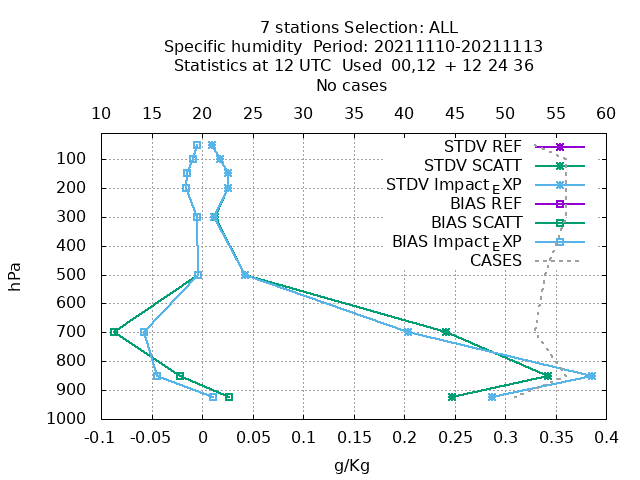 7 stations Selection: ALL
Specific humidity  Period: 20211110-20211113
Statistics at 12 UTC  Used  00,12  + 12 24 36
No cases
10 15 20 25 30 35 40 45 50 55 60
STDV REF
100
STDV SCATT
STDV Impact_EXP
200
BIAS REF
300
BIAS SCATT
400
BIAS Impact_EXP
CASES
hPa
500
600
700
800
900
1000
-0.1 -0.05 0 0.05 0.1 0.15 0.2 0.25 0.3 0.35 0.4
g/Kg